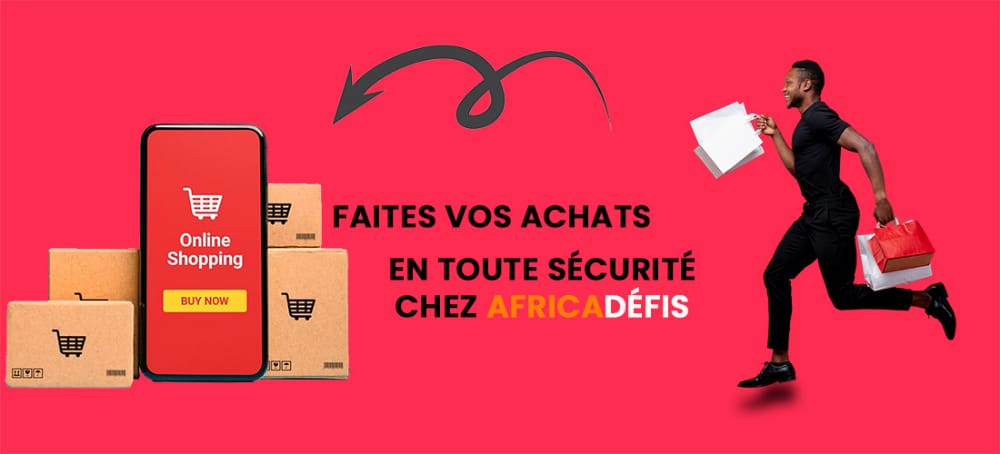 FAITES VOS ACHATS
EN TOUTE SÉCURITÉ
CHEZ AFRICADÉFIS
Online
Shopping
BUY NOW